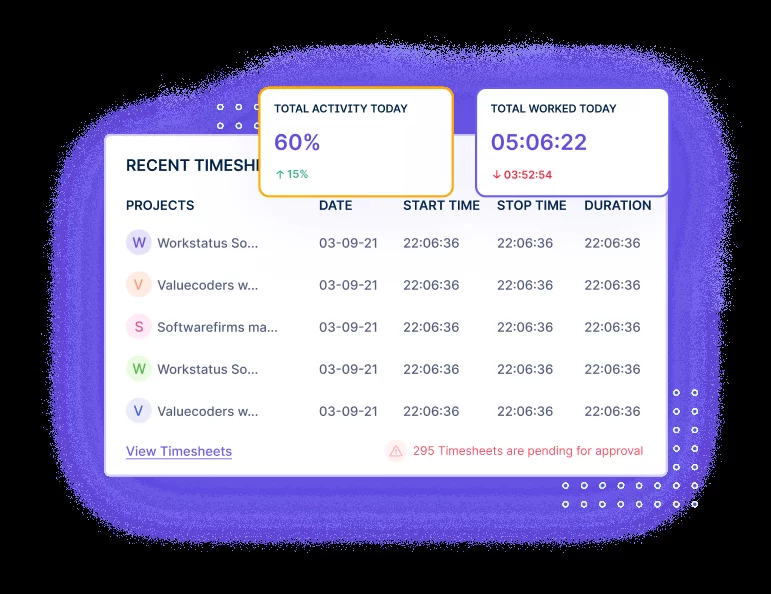 TOTAL ACTIVITY TODAY
60%
↑ 15%
TOTAL WORKED TODAY
05:06:22
↓ 03:52:54
RECENT TIMESH
PROJECTS DATE START TIME STOP TIME DURATION
W Workstatus So... 03-09-21 22:06:36 22:06:36 22:06:36
V Valuecoders w... 03-09-21 22:06:36 22:06:36 22:06:36
S Softwarefirms ma... 03-09-21 22:06:36 22:06:36 22:06:36
W Workstatus So... 03-09-21 22:06:36 22:06:36 22:06:36
V Valuecoders w... 03-09-21 22:06:36 22:06:36 22:06:36
View Timesheets 295 Timesheets are pending for approval